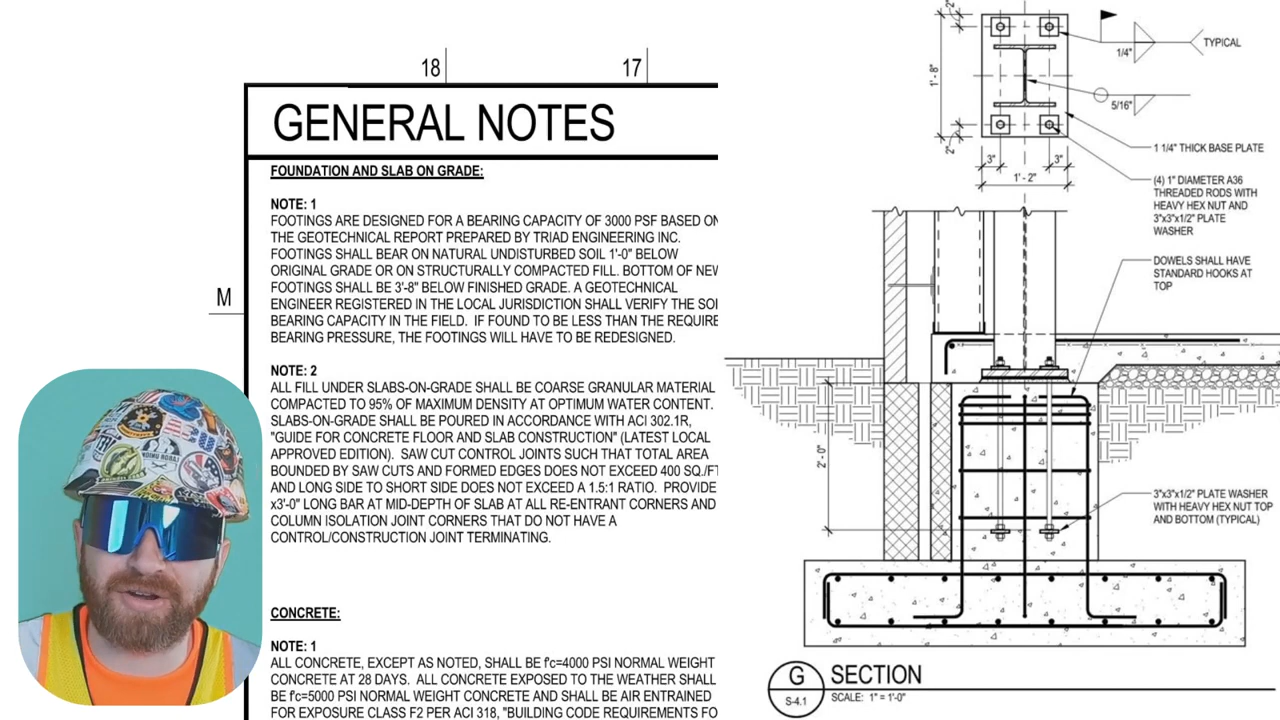 18
17
GENERAL NOTES
FOUNDATION AND SLAB ON GRADE:
NOTE: 1
FOOTINGS ARE DESIGNED FOR A BEARING CAPACITY OF 3000 PSF BASED ON
THE GEOTECHNICAL REPORT PREPARED BY TRIAD ENGINEERING INC.
FOOTINGS SHALL BEAR ON NATURAL UNDISTURBED SOIL 1'-0" BELOW
ORIGINAL GRADE OR ON STRUCTURALLY COMPACTED FILL. BOTTOM OF NEW
FOOTINGS SHALL BE 3'-8" BELOW FINISHED GRADE. A GEOTECHNICAL
ENGINEER REGISTERED IN THE LOCAL JURISDICTION SHALL VERIFY THE SOI
BEARING CAPACITY IN THE FIELD. IF FOUND TO BE LESS THAN THE REQUIRE
BEARING PRESSURE, THE FOOTINGS WILL HAVE TO BE REDESIGNED.
M
NOTE: 2
ALL FILL UNDER SLABS-ON-GRADE SHALL BE COARSE GRANULAR MATERIAL
COMPACTED TO 95% OF MAXIMUM DENSITY AT OPTIMUM WATER CONTENT.
SLABS-ON-GRADE SHALL BE POURED IN ACCORDANCE WITH ACI 302.1R,
"GUIDE FOR CONCRETE FLOOR AND SLAB CONSTRUCTION" (LATEST LOCAL
APPROVED EDITION). SAW CUT CONTROL JOINTS SUCH THAT TOTAL AREA
BOUNDED BY SAW CUTS AND FORMED EDGES DOES NOT EXCEED 400 SQ./FT
AND LONG SIDE TO SHORT SIDE DOES NOT EXCEED A 1.5:1 RATIO. PROVIDE
x3'-0" LONG BAR AT MID-DEPTH OF SLAB AT ALL RE-ENTRANT CORNERS AND
COLUMN ISOLATION JOINT CORNERS THAT DO NOT HAVE A
CONTROL/CONSTRUCTION JOINT TERMINATING.
CONCRETE:
NOTE: 1
ALL CONCRETE, EXCEPT AS NOTED, SHALL BE f'c=4000 PSI NORMAL WEIGHT
CONCRETE AT 28 DAYS. ALL CONCRETE EXPOSED TO THE WEATHER SHALL
BE f'c=5000 PSI NORMAL WEIGHT CONCRETE AND SHALL BE AIR ENTRAINED
FOR EXPOSURE CLASS F2 PER ACI 318, "BUILDING CODE REQUIREMENTS FO
2"
1' - 8"
2"
3"
3"
1' - 2"
1/4"
TYPICAL
5/16"
1 1/4" THICK BASE PLATE
(4) 1" DIAMETER A36
THREADED RODS WITH
HEAVY HEX NUT AND
3"x3"x1/2" PLATE
WASHER
DOWELS SHALL HAVE
STANDARD HOOKS AT
TOP
2' - 0"
3"x3"x1/2" PLATE WASHER
WITH HEAVY HEX NUT TOP
AND BOTTOM (TYPICAL)
G
S-4.1
SECTION
SCALE: 1" = 1'-0"